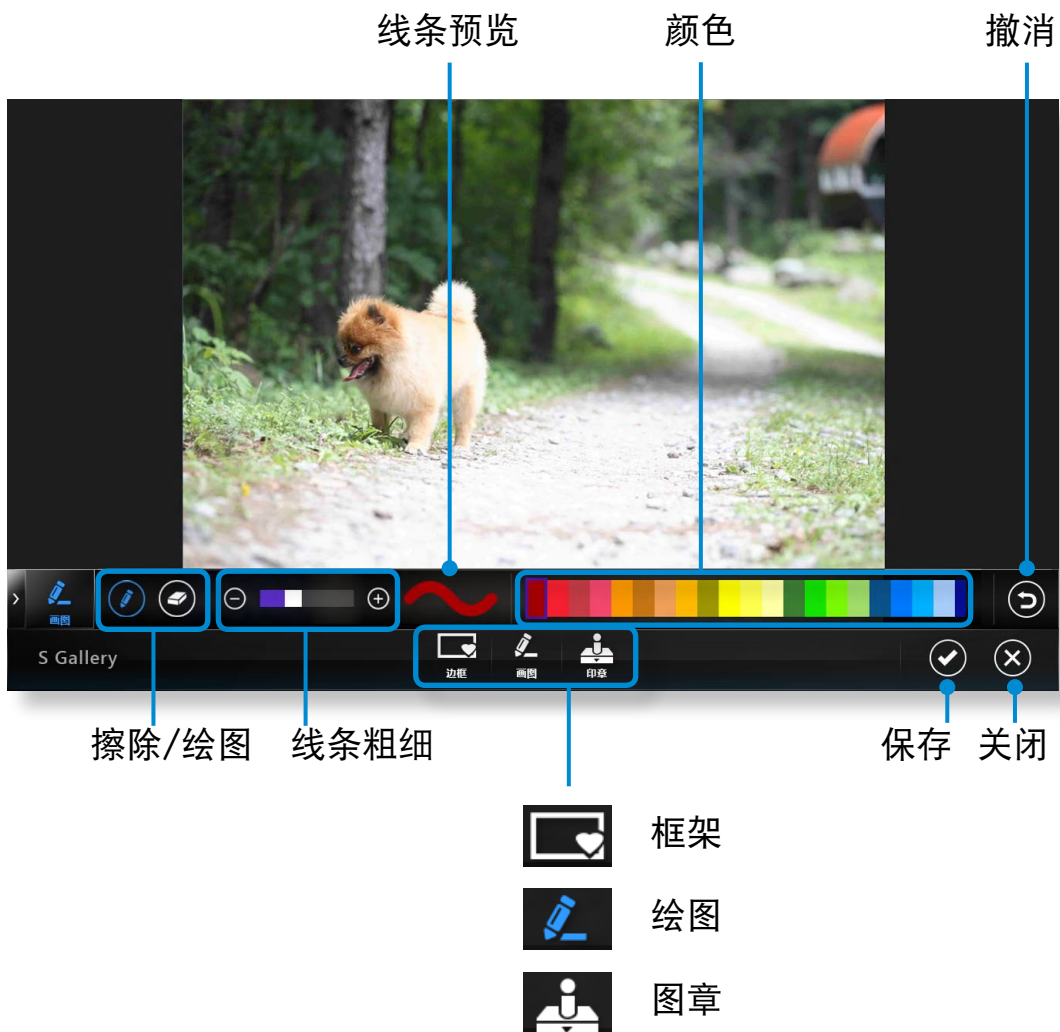 线条预览 颜色 撤消
画图
S Gallery 边框 画图 印章
擦除/绘图 线条粗细 保存 关闭
框架
绘图
图章